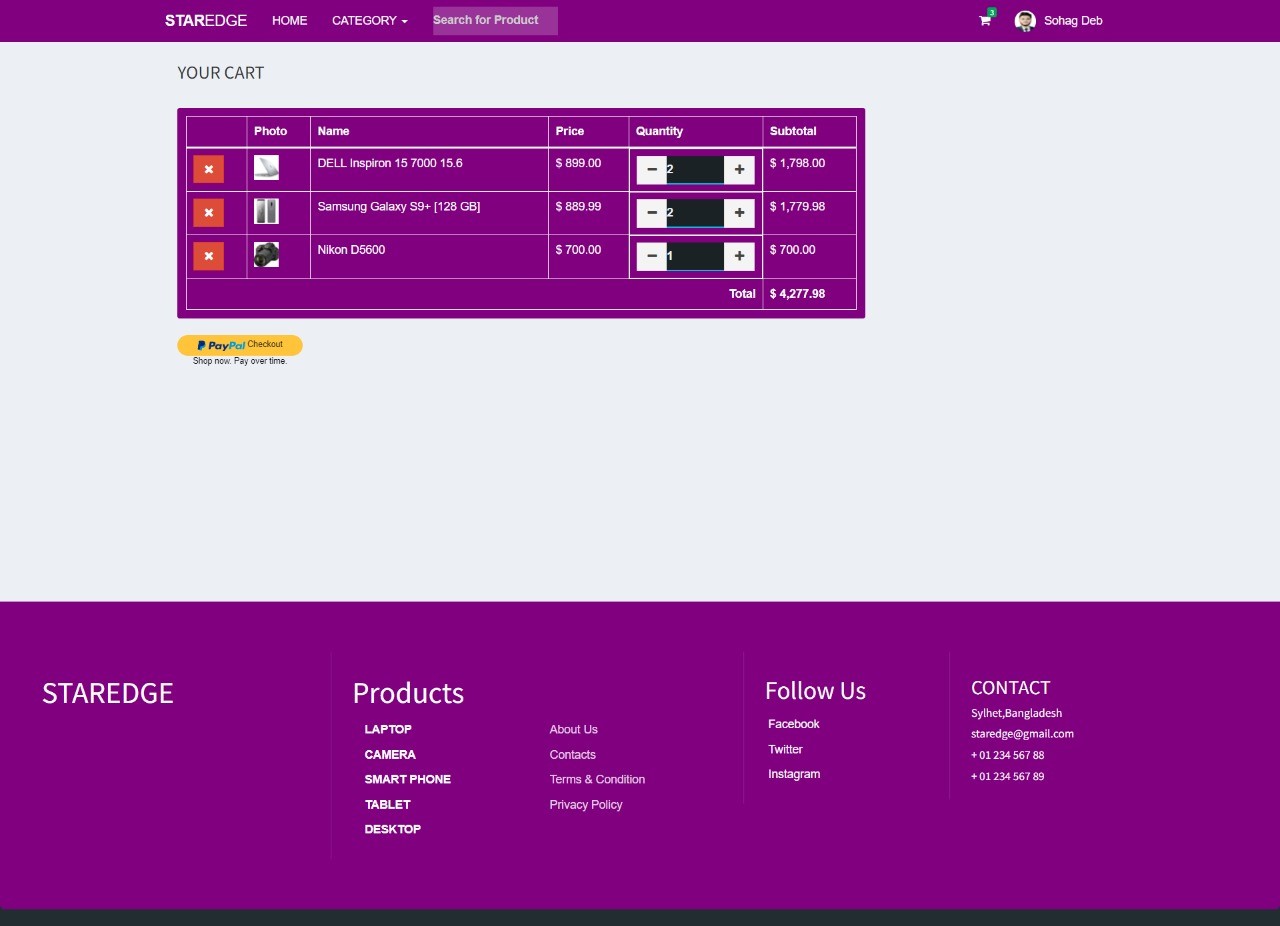 STAREDGE HOME CATEGORY Search for Product 3 Sohag Deb
YOUR CART
Photo Name Price Quantity Subtotal
DELL Inspiron 15 7000 15.6 $ 899.00 2 $ 1,798.00
Samsung Galaxy S9+ [128 GB] $ 889.99 2 $ 1,779.98
Nikon D5600 $ 700.00 1 $ 700.00
Total $ 4,277.98
PayPal Checkout
Shop now. Pay over time.
STAREDGE
Products
LAPTOP
CAMERA
SMART PHONE
TABLET
DESKTOP
About Us
Contacts
Terms & Condition
Privacy Policy
Follow Us
Facebook
Twitter
Instagram
CONTACT
Sylhet,Bangladesh
staredge@gmail.com
+ 01 234 567 88
+ 01 234 567 89